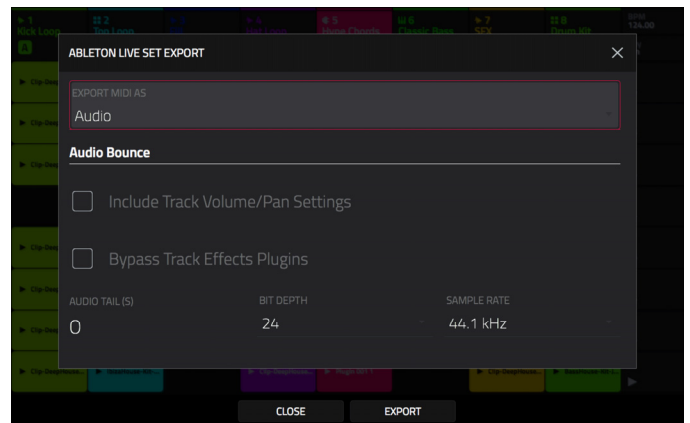 1 2 5 6 7 8 BPM
Kick Loop Top Loop Hype Chords Classic Bass SFX Drum Kit 124.00
A
ABLETON LIVE SET EXPORT
EXPORT MIDI AS
Audio
Audio Bounce
Include Track Volume/Pan Settings
Bypass Track Effects Plugins
AUDIO TAIL (S) BIT DEPTH SAMPLE RATE
0 24 44.1 kHz
CLOSE EXPORT